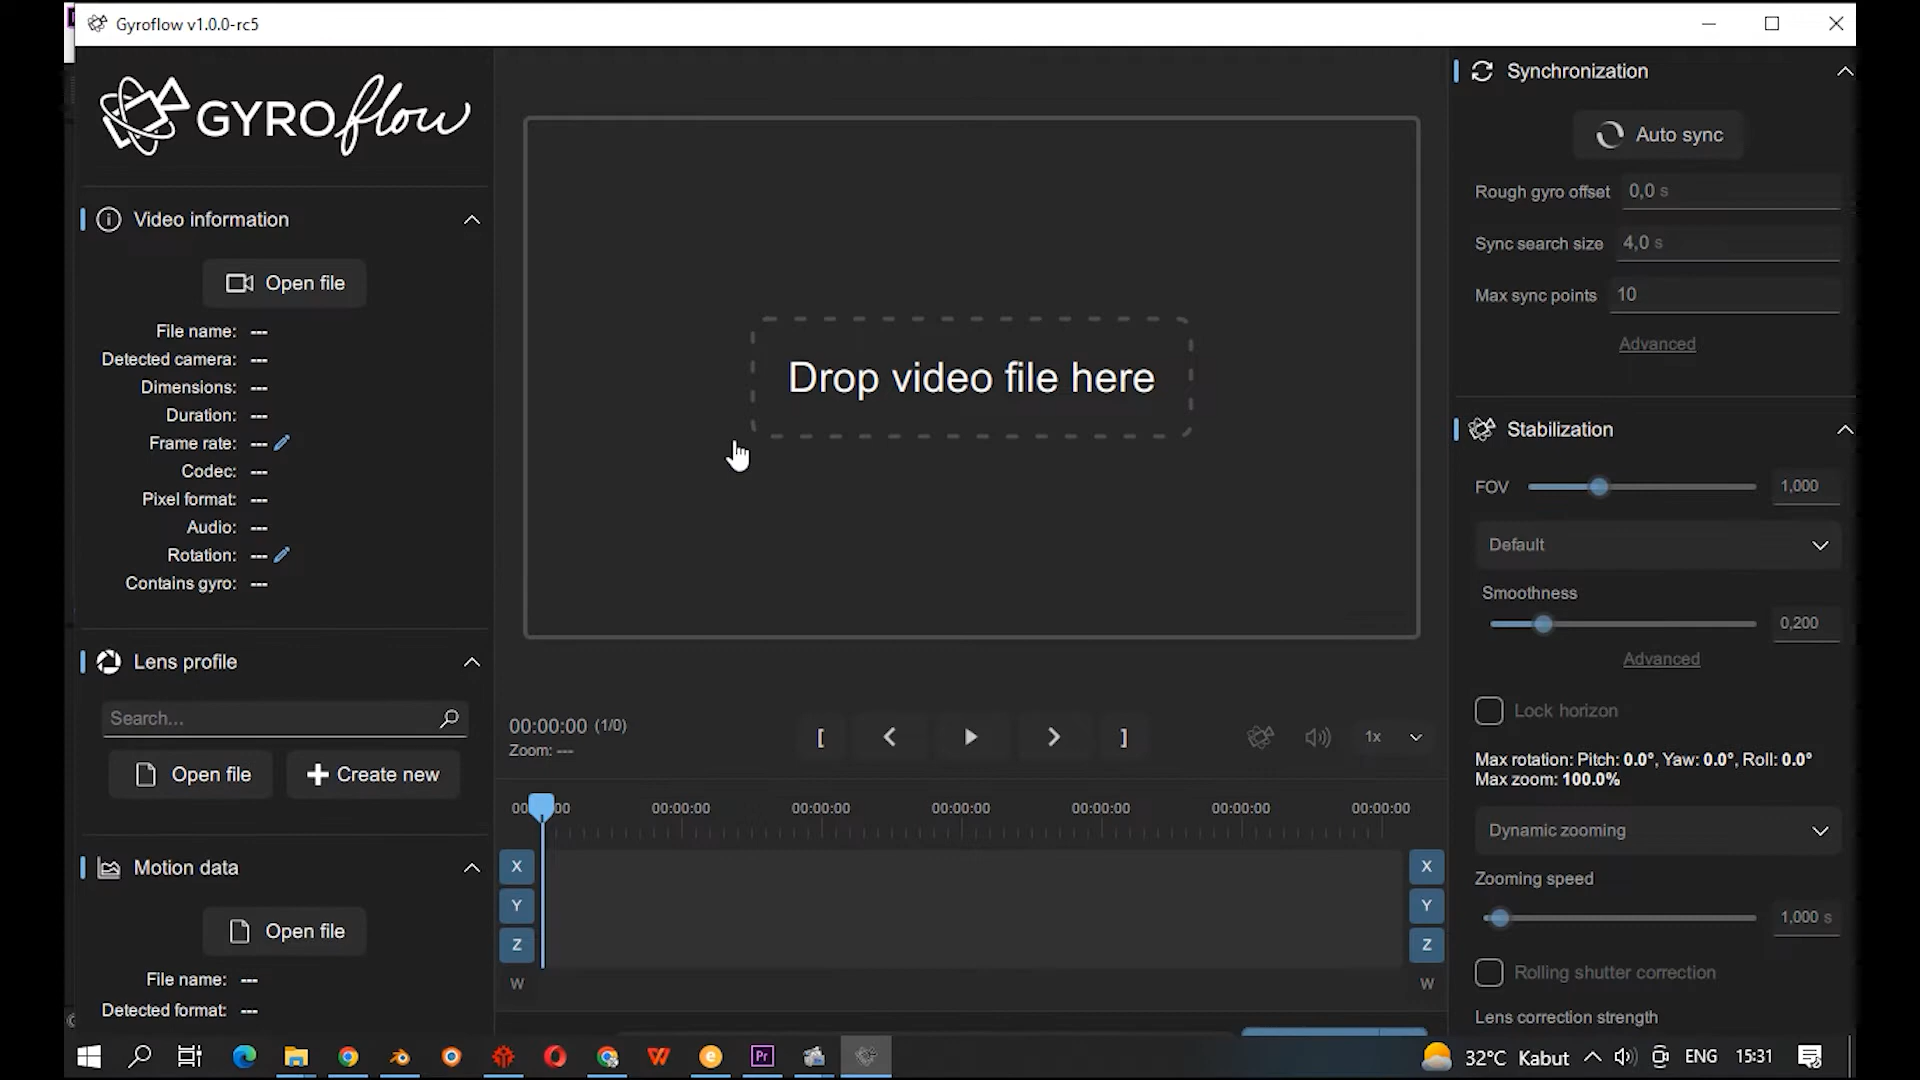 Gyroflow v1.0.0-rc5
GYROflow
Video information
Open file
File name: ---
Detected camera: ---
Dimensions: ---
Duration: ---
Frame rate: ---
Codec: ---
Pixel format: ---
Audio: ---
Rotation: ---
Contains gyro: ---
Lens profile
Search...
Open file
Create new
Motion data
Open file
File name: ---
Detected format: ---
Drop video file here
00:00:00 (1/0)
Zoom: ---
[
]
1x
00:00:00 00:00:00 00:00:00 00:00:00 00:00:00 00:00:00
X
Y
Z
W
X
Y
Z
W
Synchronization
Auto sync
Rough gyro offset 0,0 s
Sync search size 4,0 s
Max sync points 10
Advanced
Stabilization
FOV 1,000
Default
Smoothness
0,200
Advanced
Lock horizon
Max rotation: Pitch: 0.0°, Yaw: 0.0°, Roll: 0.0°
Max zoom: 100.0%
Dynamic zooming
Zooming speed
1,000 s
Rolling shutter correction
Lens correction strength
Pr
32°C Kabut
ENG
15:31